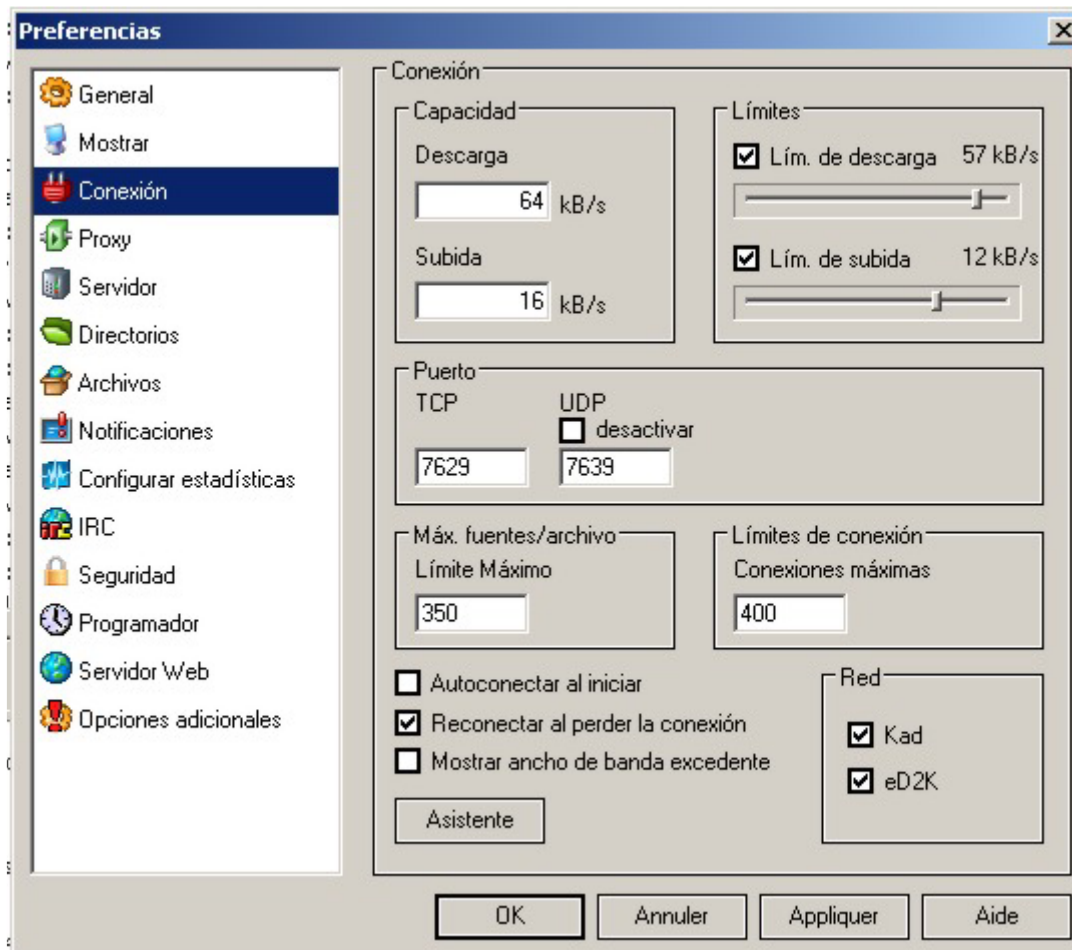 Preferencias
General
Mostrar
Conexión
Proxy
Servidor
Directorios
Archivos
Notificaciones
Configurar estadísticas
IRC
Seguridad
Programador
Servidor Web
Opciones adicionales
Conexión
Capacidad
Descarga
64 kB/s
Subida
16 kB/s
Límites
Lím. de descarga 57 kB/s
Lím. de subida 12 kB/s
Puerto
TCP UDP
desactivar
7629 7639
Máx. fuentes/archivo
Límite Máximo
350
Límites de conexión
Conexiones máximas
400
Autoconectar al iniciar
Reconectar al perder la conexión
Mostrar ancho de banda excedente
Asistente
Red
Kad
eD2K
OK Annuler Appliquer Aide